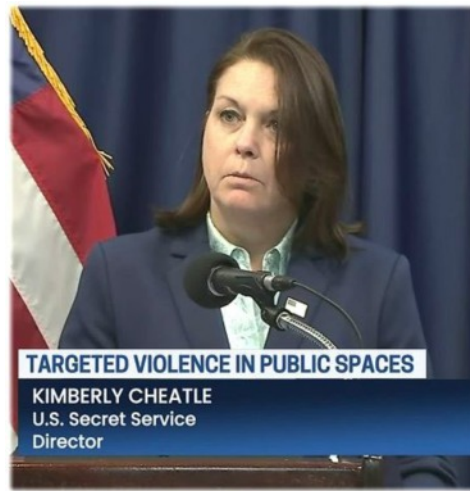 TARGETED VIOLENCE IN PUBLIC SPACES
KIMBERLY CHEATLE
U.S. Secret Service
Director